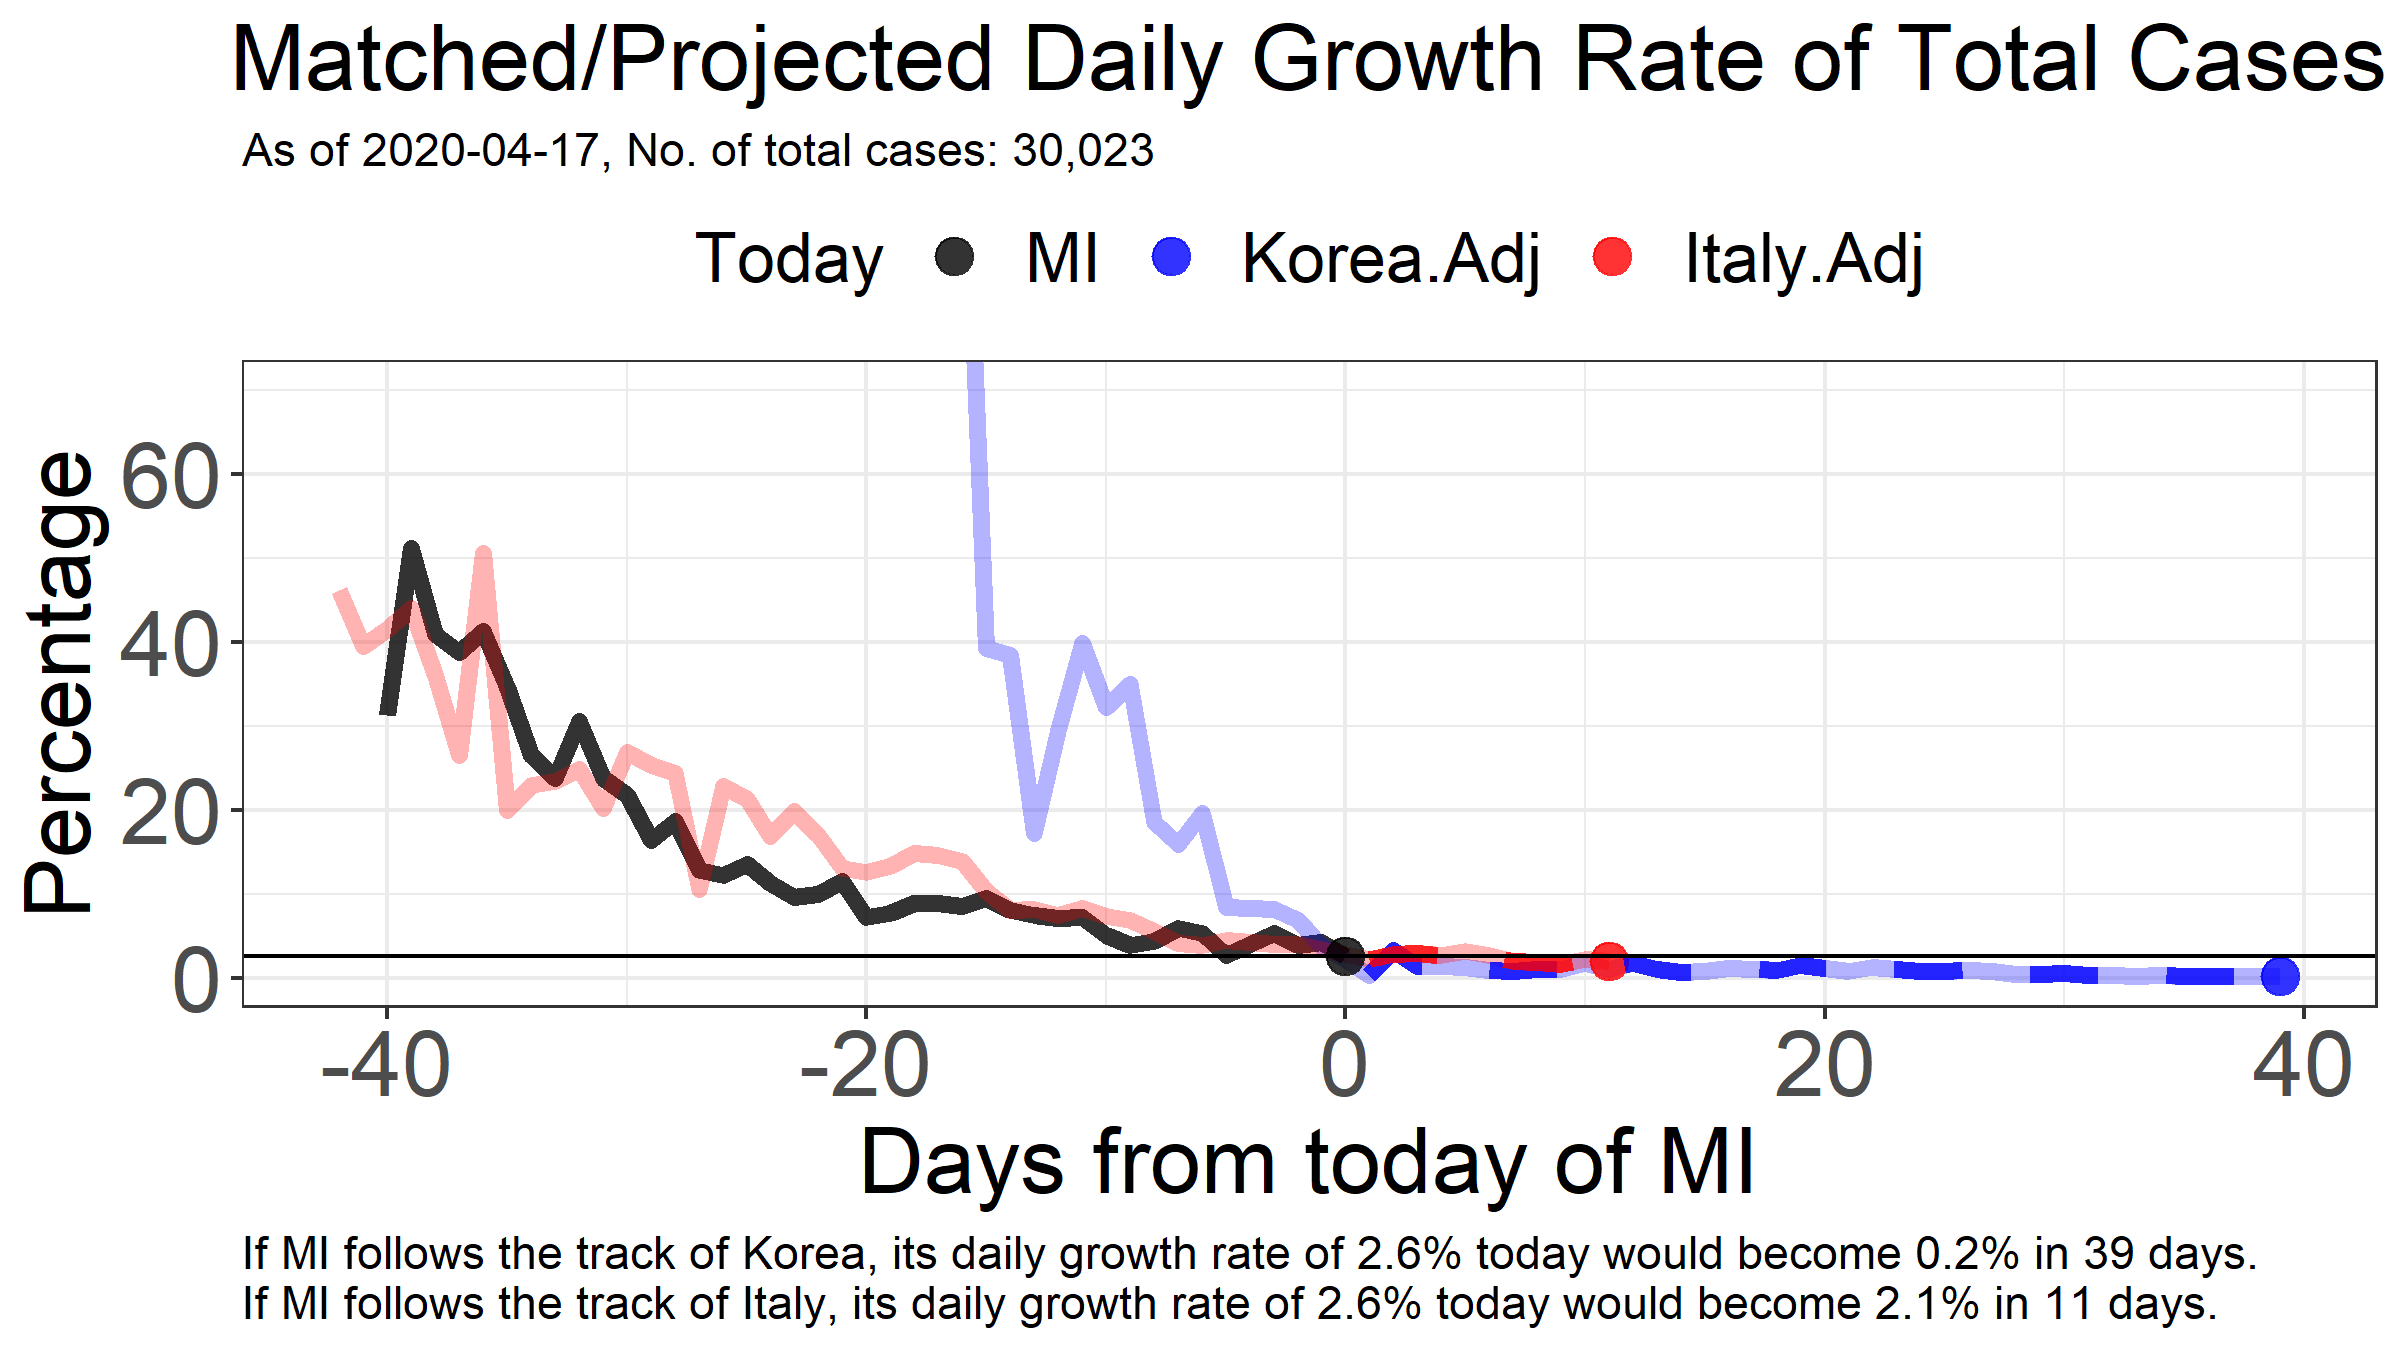 Matched/Projected Daily Growth Rate of Total Cases
As of 2020-04-17, No. of total cases: 30,023
Today MI Korea.Adj Italy.Adj
Percentage
60
40
20
0
-40 -20 0 20 40
Days from today of MI
If MI follows the track of Korea, its daily growth rate of 2.6% today would become 0.2% in 39 days.
If MI follows the track of Italy, its daily growth rate of 2.6% today would become 2.1% in 11 days.